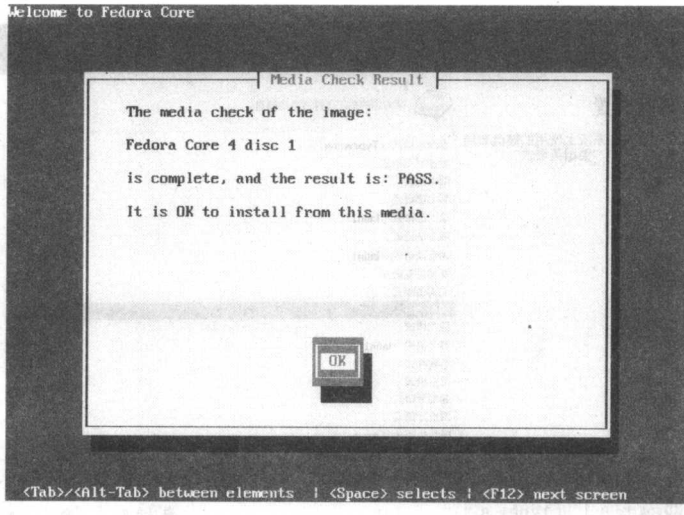 Welcome to Fedora Core
Media Check Result
The media check of the image:
Fedora Core 4 disc 1
is complete, and the result is: PASS.
It is OK to install from this media.
OK
<Tab>/<Alt-Tab> between elements | <Space> selects | <F12> next screen